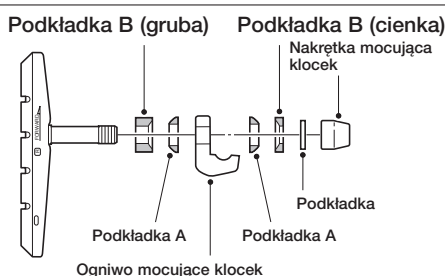 Podkładka B (gruba)
Podkładka B (cienka)
Nakrętka mocująca
klocek
Podkładka
Podkładka A
Podkładka A
Ogniwo mocujące klocek